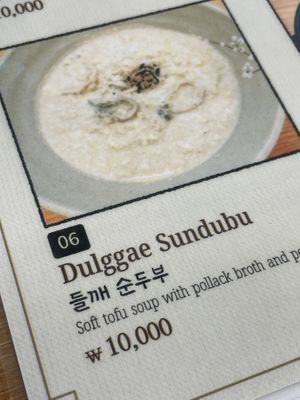 10,000
06
Dulggae Sundubu
들깨 순두부
Soft tofu soup with pollack broth and
₩ 10,000